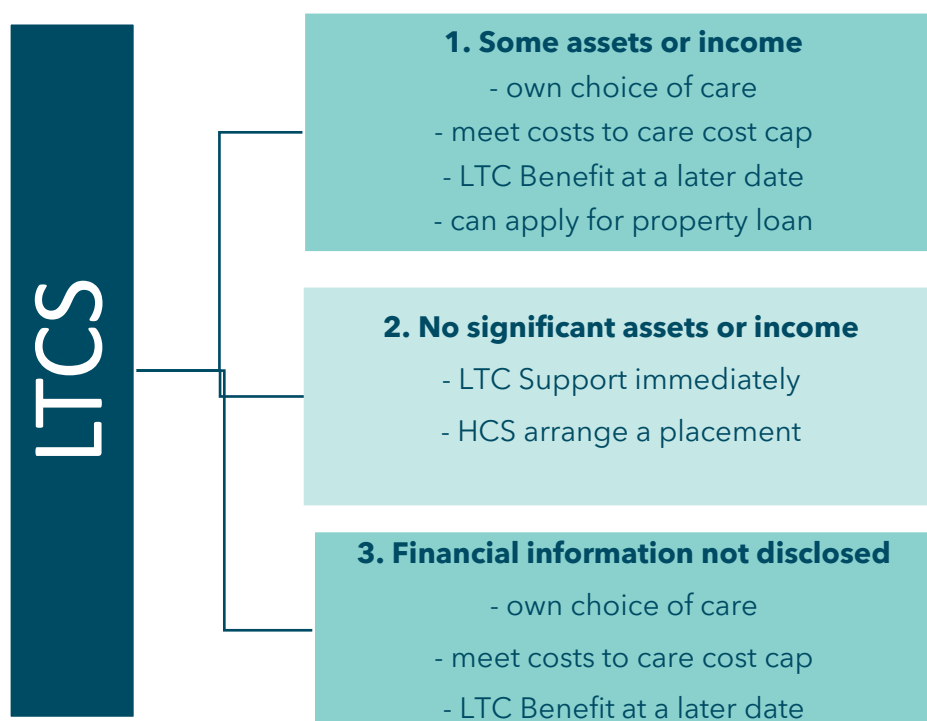 LTCS
1. Some assets or income
- own choice of care
- meet costs to care cost cap
- LTC Benefit at a later date
- can apply for property loan
2. No significant assets or income
- LTC Support immediately
- HCS arrange a placement
3. Financial information not disclosed
- own choice of care
- meet costs to care cost cap
- LTC Benefit at a later date